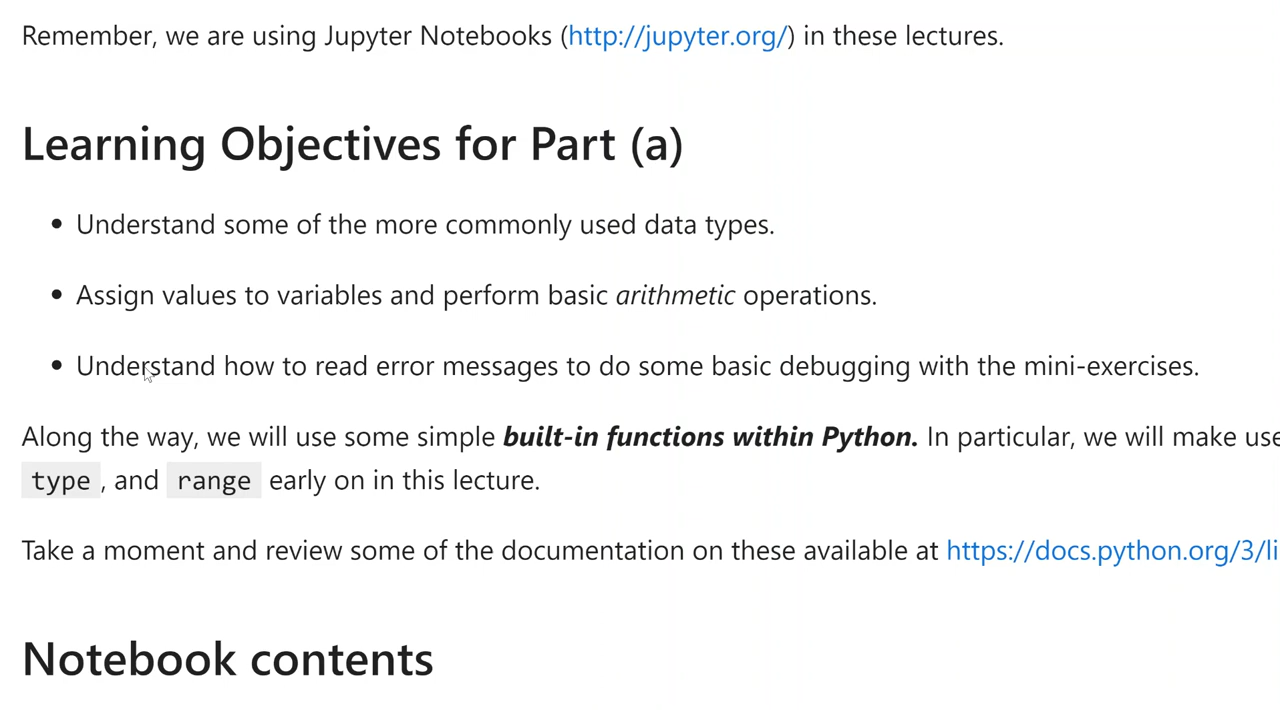 Remember, we are using Jupyter Notebooks (http://jupyter.org/) in these lectures.
Learning Objectives for Part (a)
• Understand some of the more commonly used data types.
• Assign values to variables and perform basic arithmetic operations.
• Understand how to read error messages to do some basic debugging with the mini-exercises.
Along the way, we will use some simple built-in functions within Python. In particular, we will make use
type , and range early on in this lecture.
Take a moment and review some of the documentation on these available at https://docs.python.org/3/li
Notebook contents